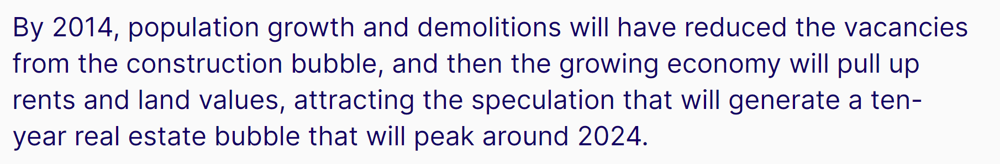 By 2014, population growth and demolitions will have reduced the vacancies
from the construction bubble, and then the growing economy will pull up
rents and land values, attracting the speculation that will generate a ten-
year real estate bubble that will peak around 2024.